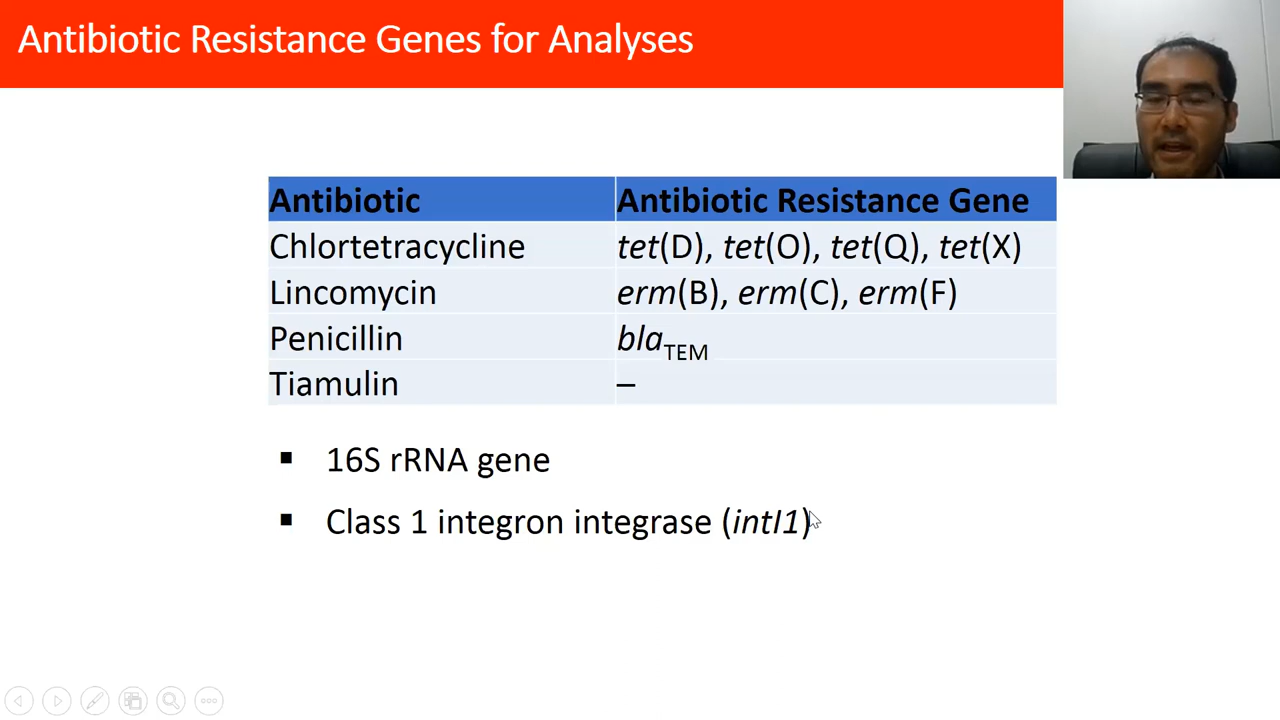 Antibiotic Resistance Genes for Analyses
Antibiotic Antibiotic Resistance Gene
Chlortetracycline tet(D), tet(O), tet(Q), tet(X)
Lincomycin erm(B), erm(C), erm(F)
Penicillin blaTEM
Tiamulin –
▪ 16S rRNA gene
▪ Class 1 integron integrase (intI1)